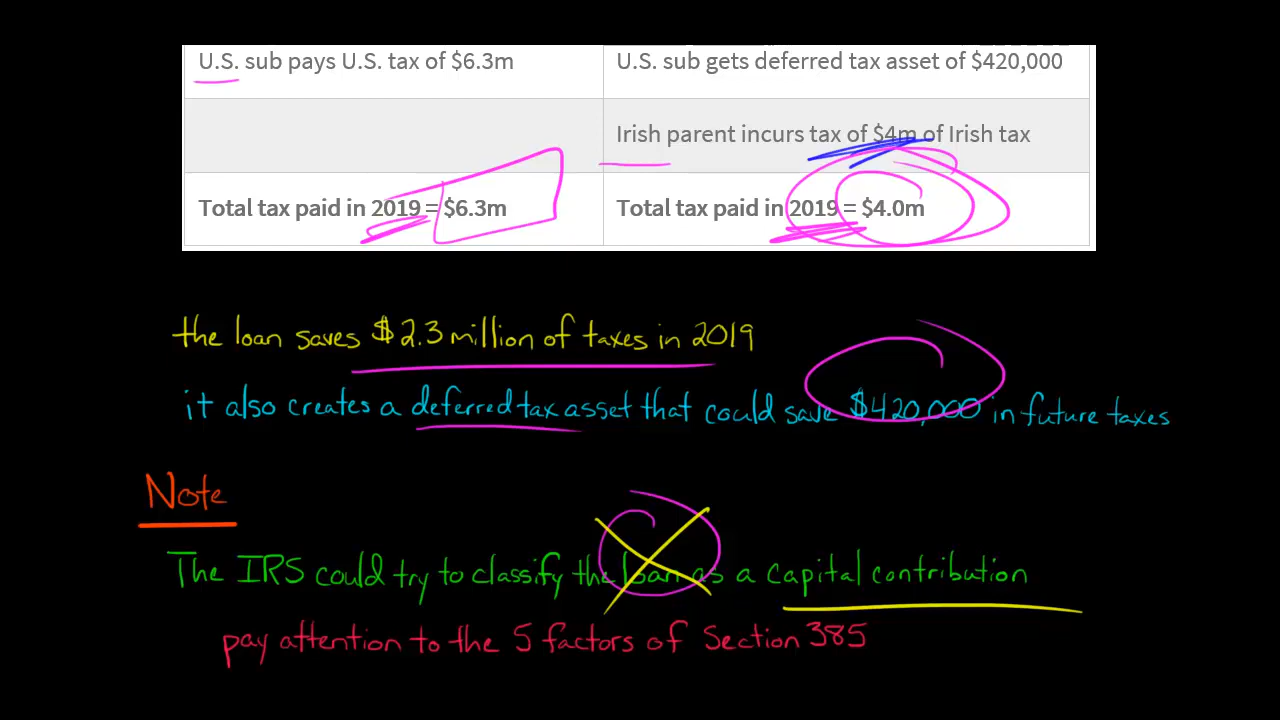 U.S. sub pays U.S. tax of $6.3m
U.S. sub gets deferred tax asset of $420,000
Irish parent incurs tax of $4m of Irish tax
Total tax paid in 2019 = $6.3m
Total tax paid in 2019 = $4.0m
the loan saves $2.3 million of taxes in 2019
it also creates a deferred tax asset that could save $420,000 in future taxes
Note
The IRS could try to classify the loan as a capital contribution
pay attention to the 5 factors of Section 385